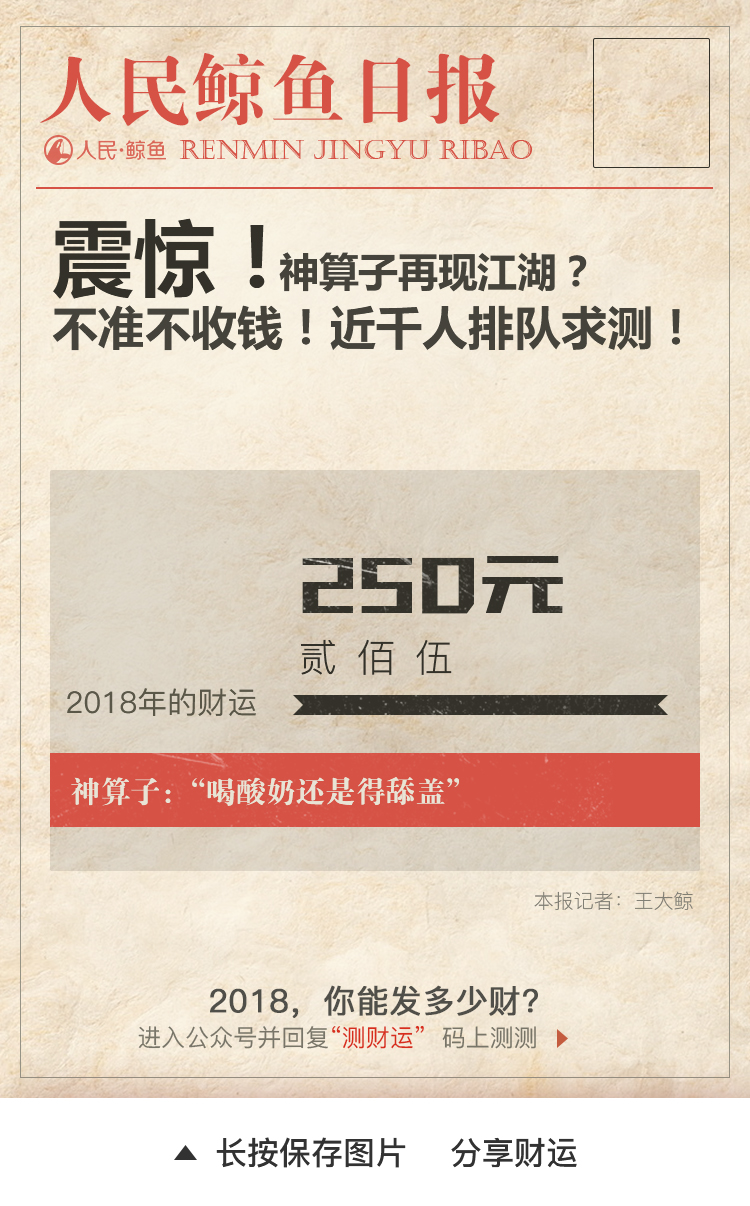 人民鲸鱼日报
人民·鲸鱼 RENMIN JINGYU RIBAO
震惊！神算子再现江湖？
不准不收钱！近千人排队求测！
250元
贰佰伍
2018年的财运
神算子：“喝酸奶还是得舔盖”
本报记者：王大鲸
2018，你能发多少财?
进入公众号并回复“测财运” 码上测测
长按保存图片 分享财运